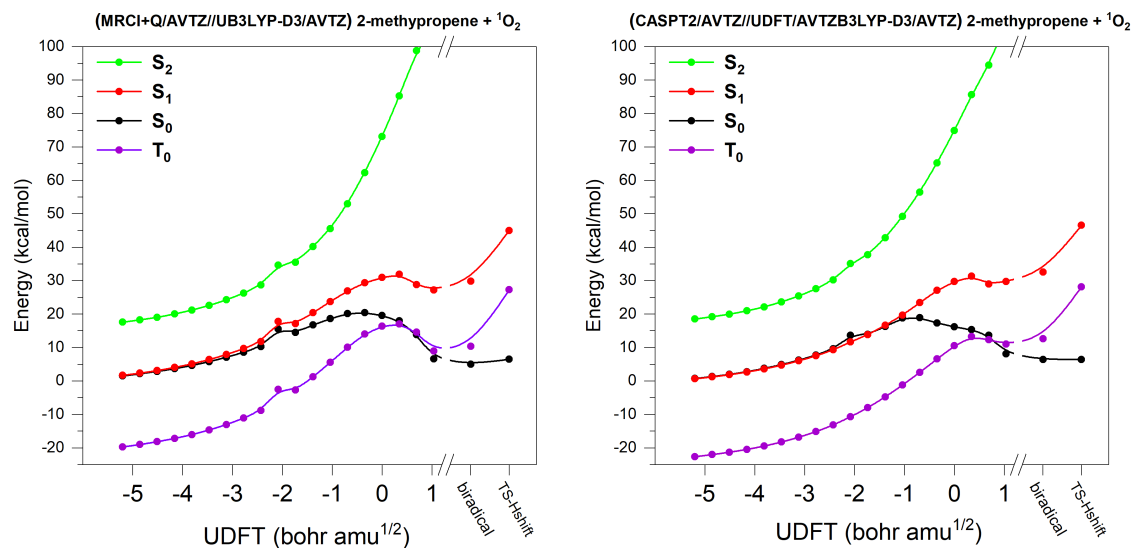 (MRCI+Q/AVTZ//UB3LYP-D3/AVTZ) 2-methypropene + ¹O₂
100
90
80
70
60
50
40
30
20
10
0
-10
-20
Energy (kcal/mol)
S₂
S₁
S₀
T₀
-5 -4 -3 -2 -1 0 1
biradical
TS-Hshift
UDFT (bohr amu¹/²)
(CASPT2/AVTZ//UDFT/AVTZB3LYP-D3/AVTZ) 2-methypropene + ¹O₂
100
90
80
70
60
50
40
30
20
10
0
-10
-20
Energy (kcal/mol)
S₂
S₁
S₀
T₀
-5 -4 -3 -2 -1 0 1
biradical
TS-Hshift
UDFT (bohr amu¹/²)